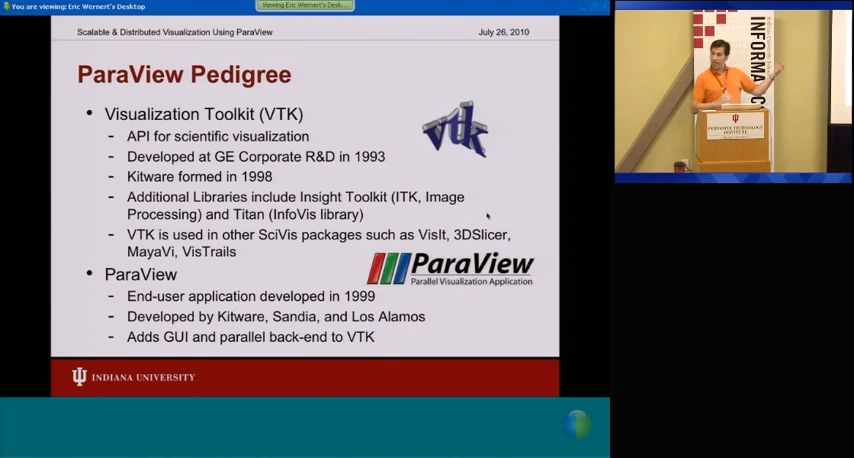 You are viewing: Eric Wernert's Desktop
Viewing Eric Wernert's Desk...
Scalable & Distributed Visualization Using ParaView
July 26, 2010
ParaView Pedigree
• Visualization Toolkit (VTK)
- API for scientific visualization
- Developed at GE Corporate R&D in 1993
- Kitware formed in 1998
- Additional Libraries include Insight Toolkit (ITK, Image
Processing) and Titan (InfoVis library)
- VTK is used in other SciVis packages such as VisIt, 3DSlicer,
MayaVi, VisTrails
vtk
• ParaView
- End-user application developed in 1999
- Developed by Kitware, Sandia, and Los Alamos
- Adds GUI and parallel back-end to VTK
ParaView
Parallel Visualization Application
INDIANA UNIVERSITY
INFORMA
PERVASIVE TECHNOLOGY
INSTITUTE